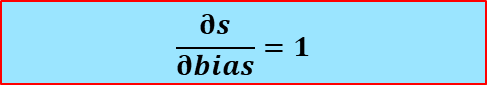 ∂s/∂bias = 1